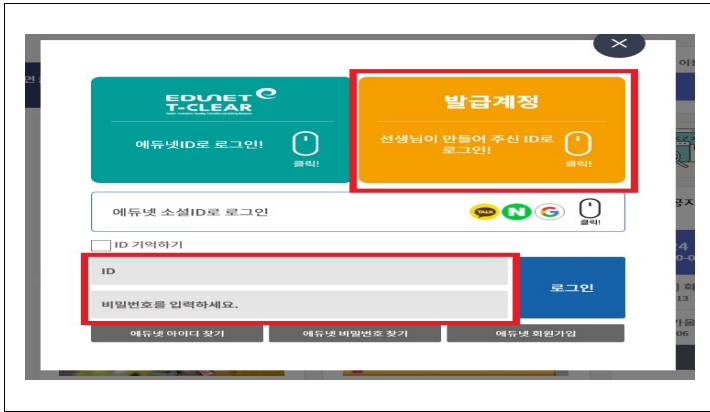 EDUNET
T-CLEAR
에듀넷ID로 로그인!
클릭!
발급계정
선생님이 만들어 주신 ID로
로그인!
클릭!
에듀넷 소셜ID로 로그인
TALK
N
G
클릭!
ID 기억하기
ID
비밀번호를 입력하세요.
로그인
에듀넷 아이디 찾기
에듀넷 비밀번호 찾기
에듀넷 회원가입